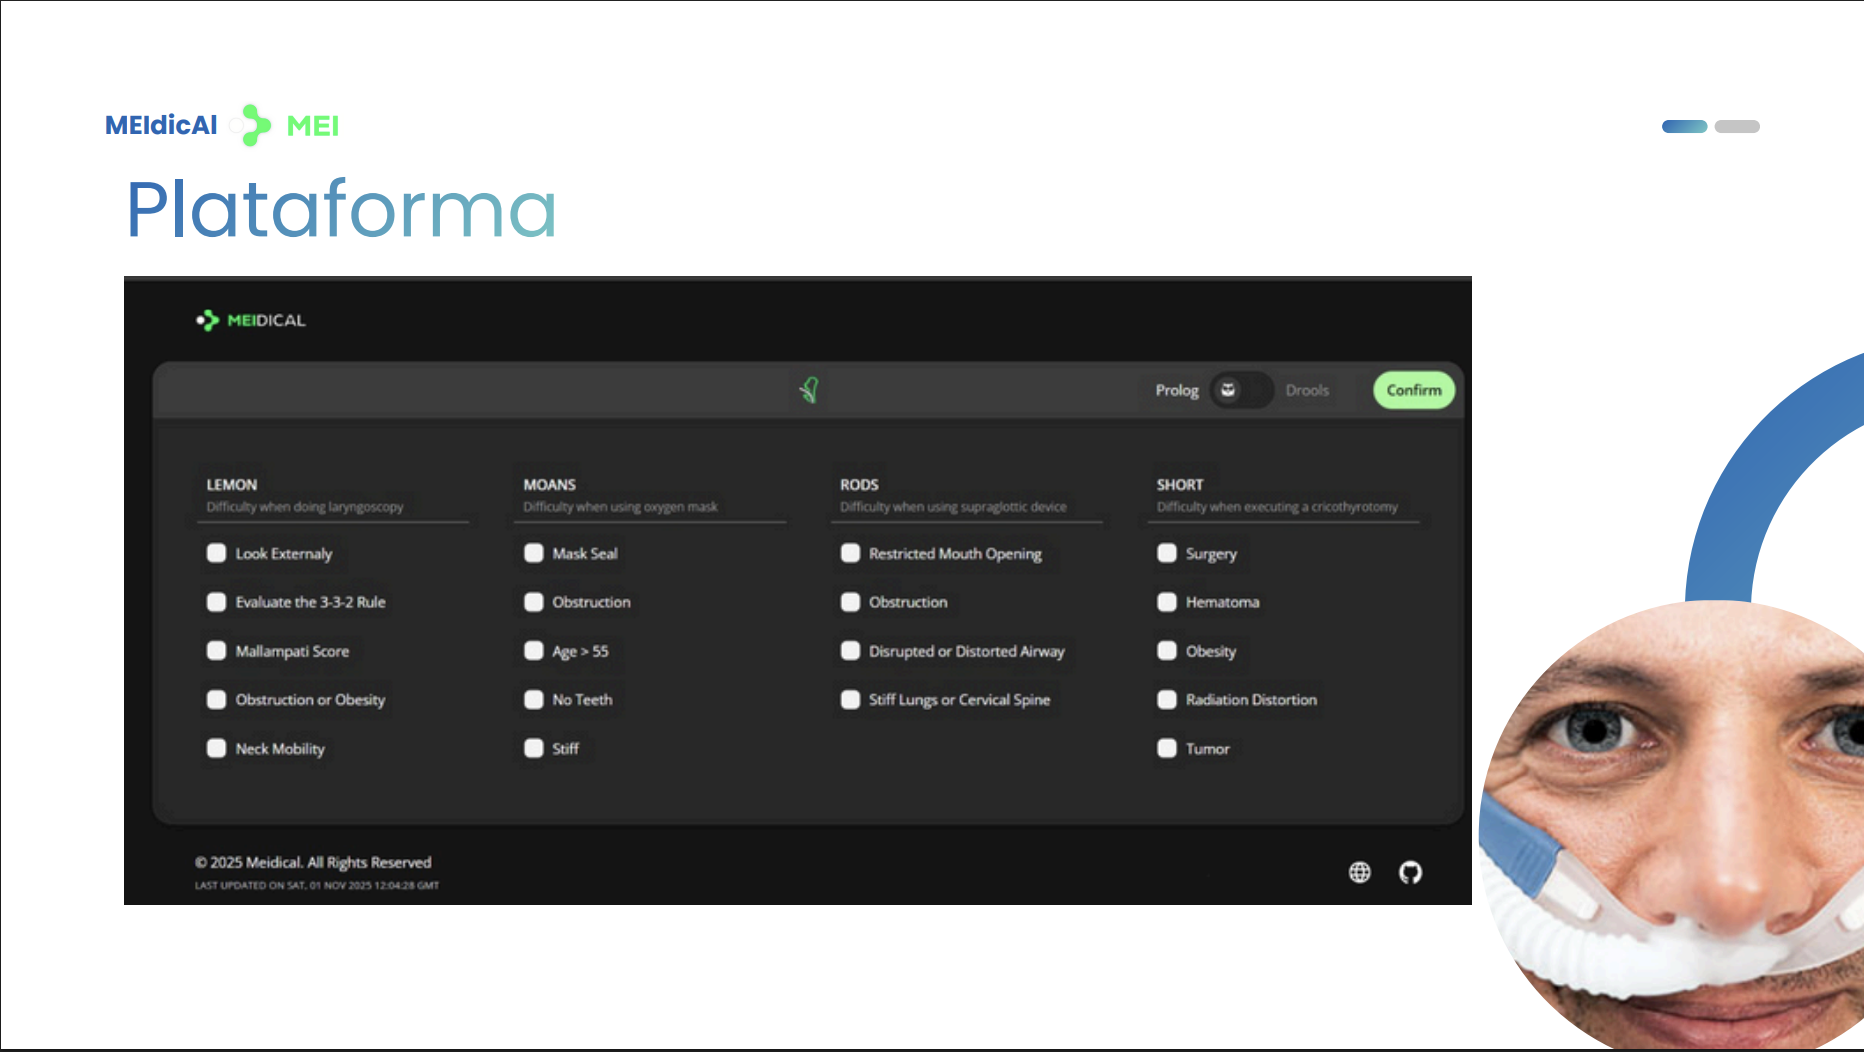 MEIdicAl MEI
Plataforma
MEIDICAL
Prolog Drools Confirm
LEMON
Difficulty when doing laryngoscopy
Look Externaly
Evaluate the 3-3-2 Rule
Mallampati Score
Obstruction or Obesity
Neck Mobility
MOANS
Difficulty when using oxygen mask
Mask Seal
Obstruction
Age > 55
No Teeth
Stiff
RODS
Difficulty when using supraglottic device
Restricted Mouth Opening
Obstruction
Disrupted or Distorted Airway
Stiff Lungs or Cervical Spine
SHORT
Difficulty when executing a cricothyrotomy
Surgery
Hematoma
Obesity
Radiation Distortion
Tumor
© 2025 Meidical. All Rights Reserved
LAST UPDATED ON SAT, 01 NOV 2025 12:04:28 GMT